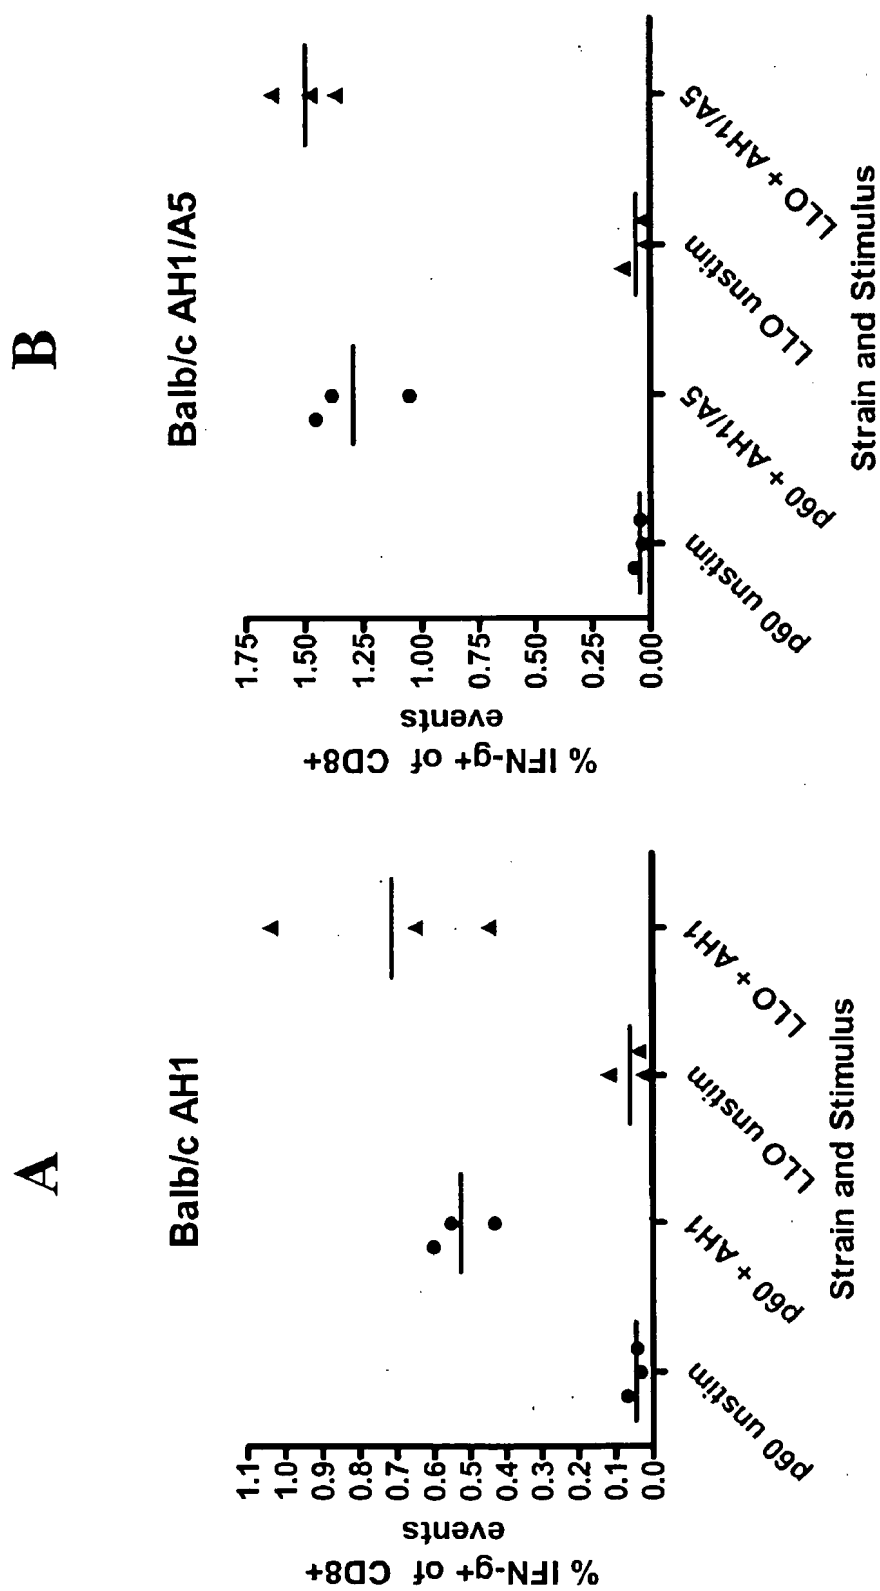 A
Balb/c AH1
% IFN-g+ of CD8+
events
1.1
1.0
0.9
0.8
0.7
0.6
0.5
0.4
0.3
0.2
0.1
0.0
p60 unstim
p60 + AH1
LLO unstim
LLO + AH1
Strain and Stimulus
B
Balb/c AH1/A5
% IFN-g+ of CD8+
events
1.75
1.50
1.25
1.00
0.75
0.50
0.25
0.00
p60 unstim
p60 + AH1/A5
LLO unstim
LLO + AH1/A5
Strain and Stimulus